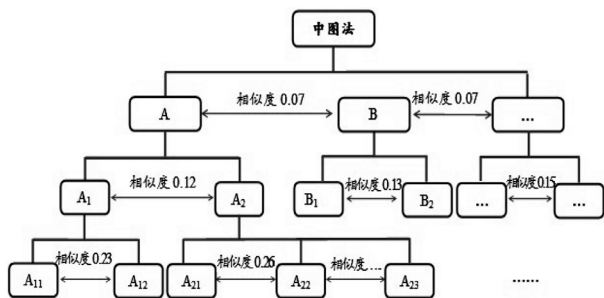 中图法
相似度 0.07 相似度 0.07
A B ...
相似度 0.12 相似度 0.13 相似度 0.15
A₁ A₂ B₁ B₂ ... ...
相似度 0.23 相似度 0.26 相似度 ...
A₁₁ A₁₂ A₂₁ A₂₂ A₂₃ ......